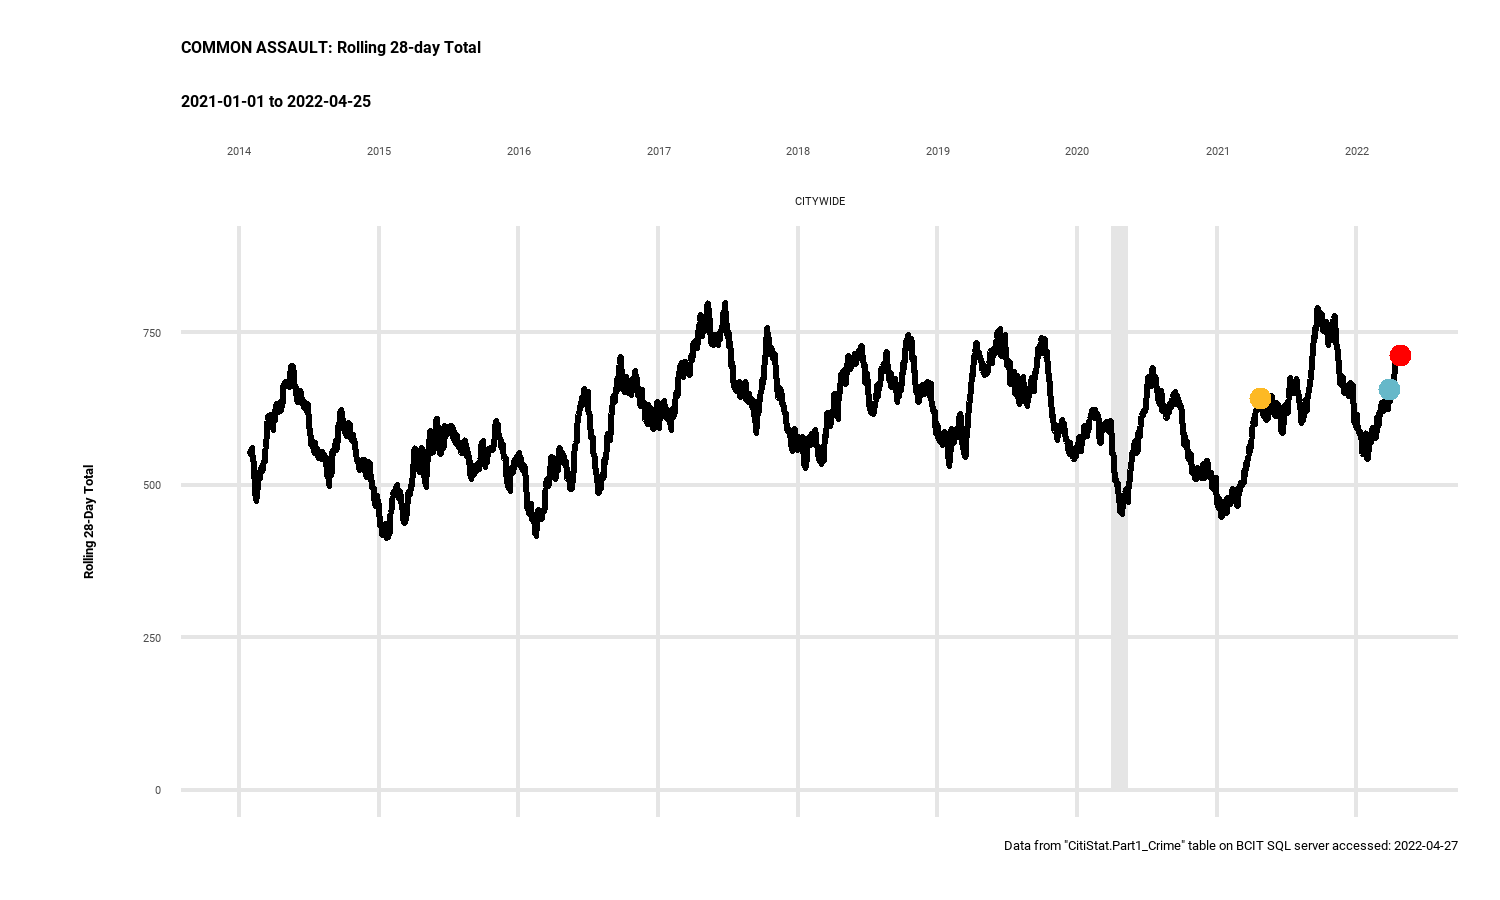 COMMON ASSAULT: Rolling 28-day Total
2021-01-01 to 2022-04-25
2014 2015 2016 2017 2018 2019 2020 2021 2022
CITYWIDE
750
500
250
0
Rolling 28-Day Total
Data from "CitiStat.Part1_Crime" table on BCIT SQL server accessed: 2022-04-27